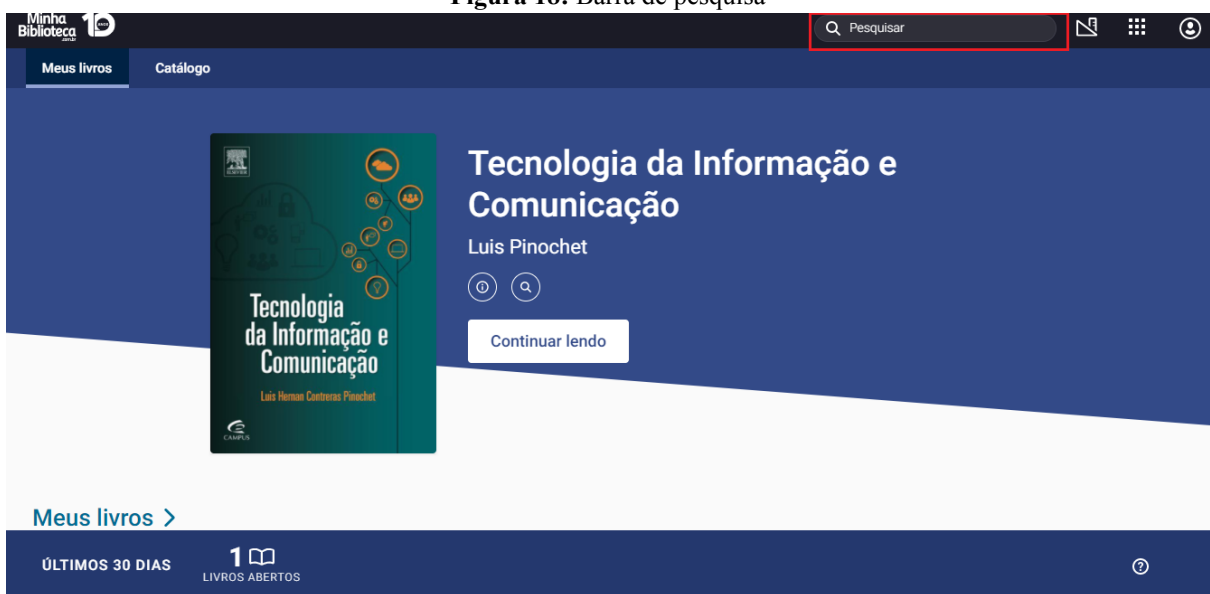 Figura 18: Barra de pesquisa
Minha
Biblioteca
Pesquisar
Meus livros
Catálogo
ELSEVIER
Tecnologia
da Informação e
Comunicação
Luis Hernan Contreras Pinochet
CAMPUS
Tecnologia da Informação e
Comunicação
Luis Pinochet
Continuar lendo
Meus livros >
ÚLTIMOS 30 DIAS
1
LIVROS ABERTOS